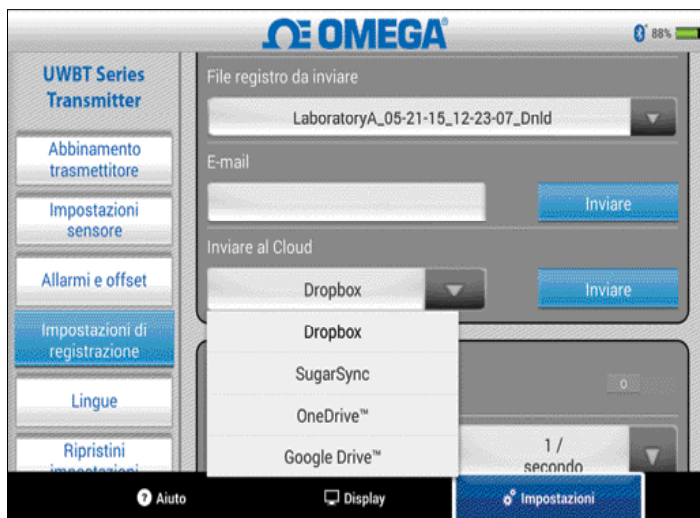 OMEGA
88%
UWBT Series
Transmitter
Abbinamento
trasmettitore
Impostazioni
sensore
Allarmi e offset
Impostazioni di
registrazione
Lingue
Ripristini
impostazioni
File registro da inviare
LaboratoryA_05-21-15_12-23-07_Dnld
E-mail
Inviare
Inviare al Cloud
Dropbox
Inviare
Dropbox
SugarSync
OneDrive™
Google Drive™
o
1 /
secondo
? Aiuto
Display
Impostazioni